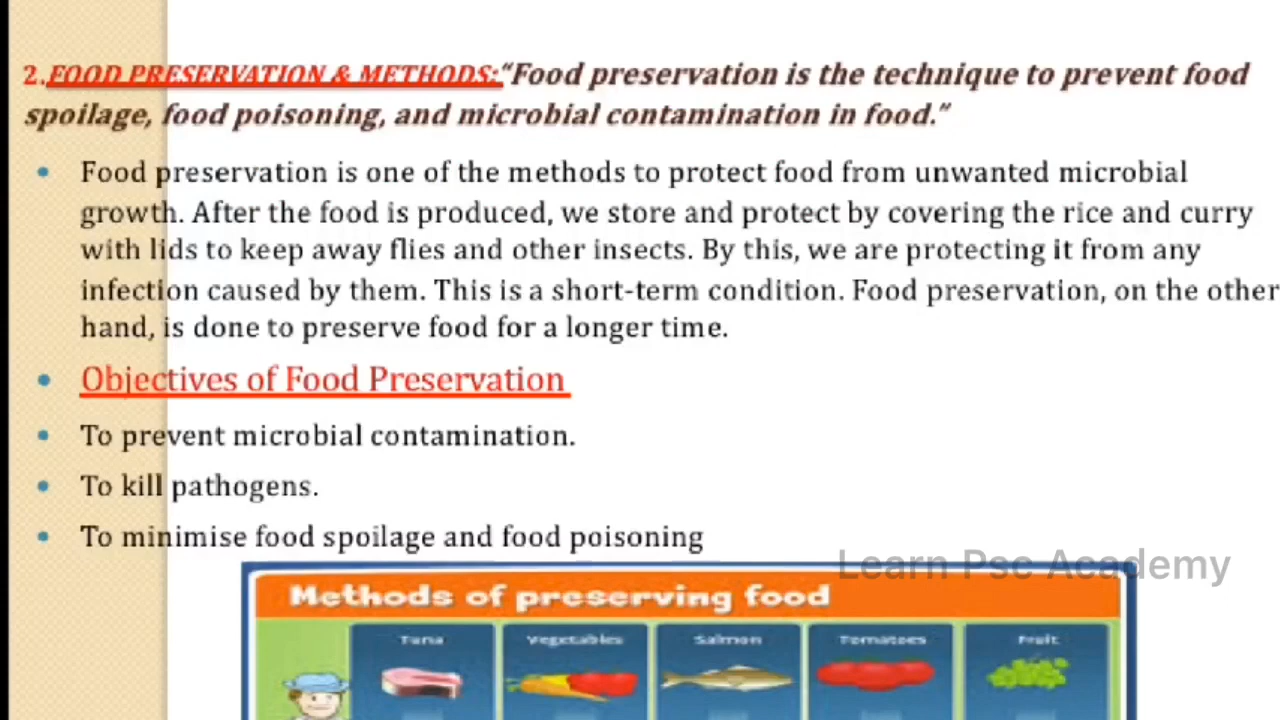 2.FOOD PRESERVATION & METHODS:“Food preservation is the technique to prevent food
spoilage, food poisoning, and microbial contamination in food.”
• Food preservation is one of the methods to protect food from unwanted microbial
growth. After the food is produced, we store and protect by covering the rice and curry
with lids to keep away flies and other insects. By this, we are protecting it from any
infection caused by them. This is a short-term condition. Food preservation, on the other
hand, is done to preserve food for a longer time.
• Objectives of Food Preservation
• To prevent microbial contamination.
• To kill pathogens.
• To minimise food spoilage and food poisoning
Learn Psc Academy
Methods of preserving food
Tuna Vegetables Salmon Tomatoes Fruit